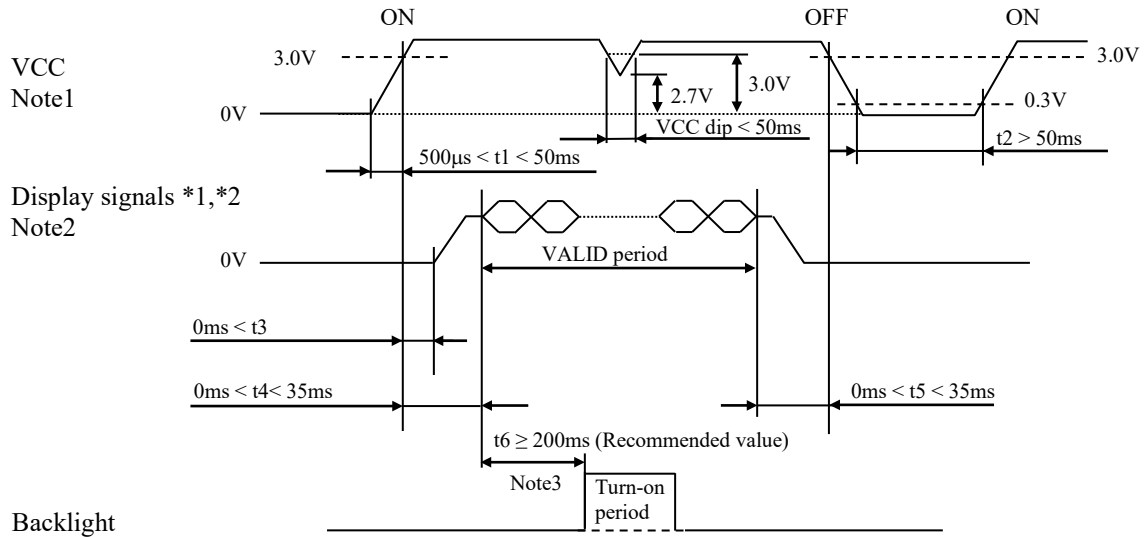 ON
OFF
ON
VCC
Note1
3.0V
3.0V
3.0V
2.7V
0.3V
0V
VCC dip < 50ms
t2 > 50ms
500μs < t1 < 50ms
Display signals *1,*2
Note2
0V
VALID period
0ms < t3
0ms < t4< 35ms
0ms < t5 < 35ms
t6 ≥ 200ms (Recommended value)
Note3
Turn-on
period
Backlight